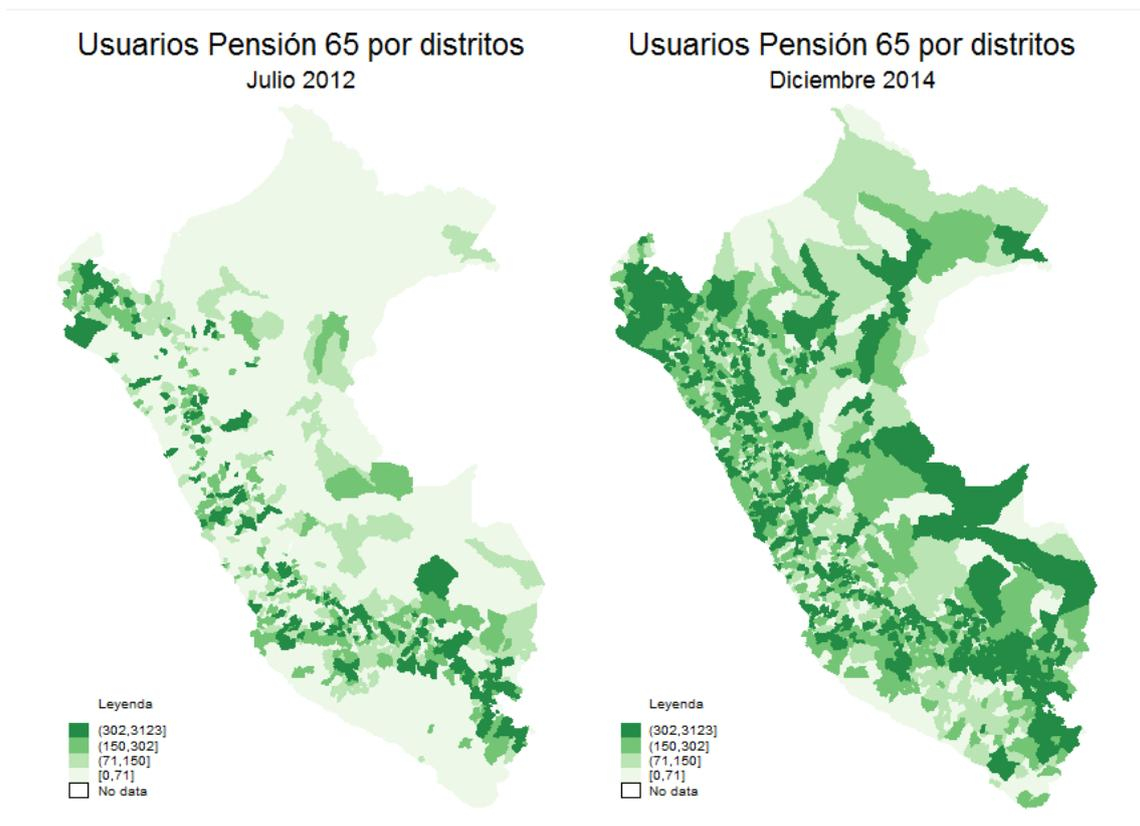 Usuarios Pensión 65 por distritos
Julio 2012
Leyenda
(302,3123]
(150,302]
(71,150]
[0,71]
No data
Usuarios Pensión 65 por distritos
Diciembre 2014
Leyenda
(302,3123]
(150,302]
(71,150]
[0,71]
No data